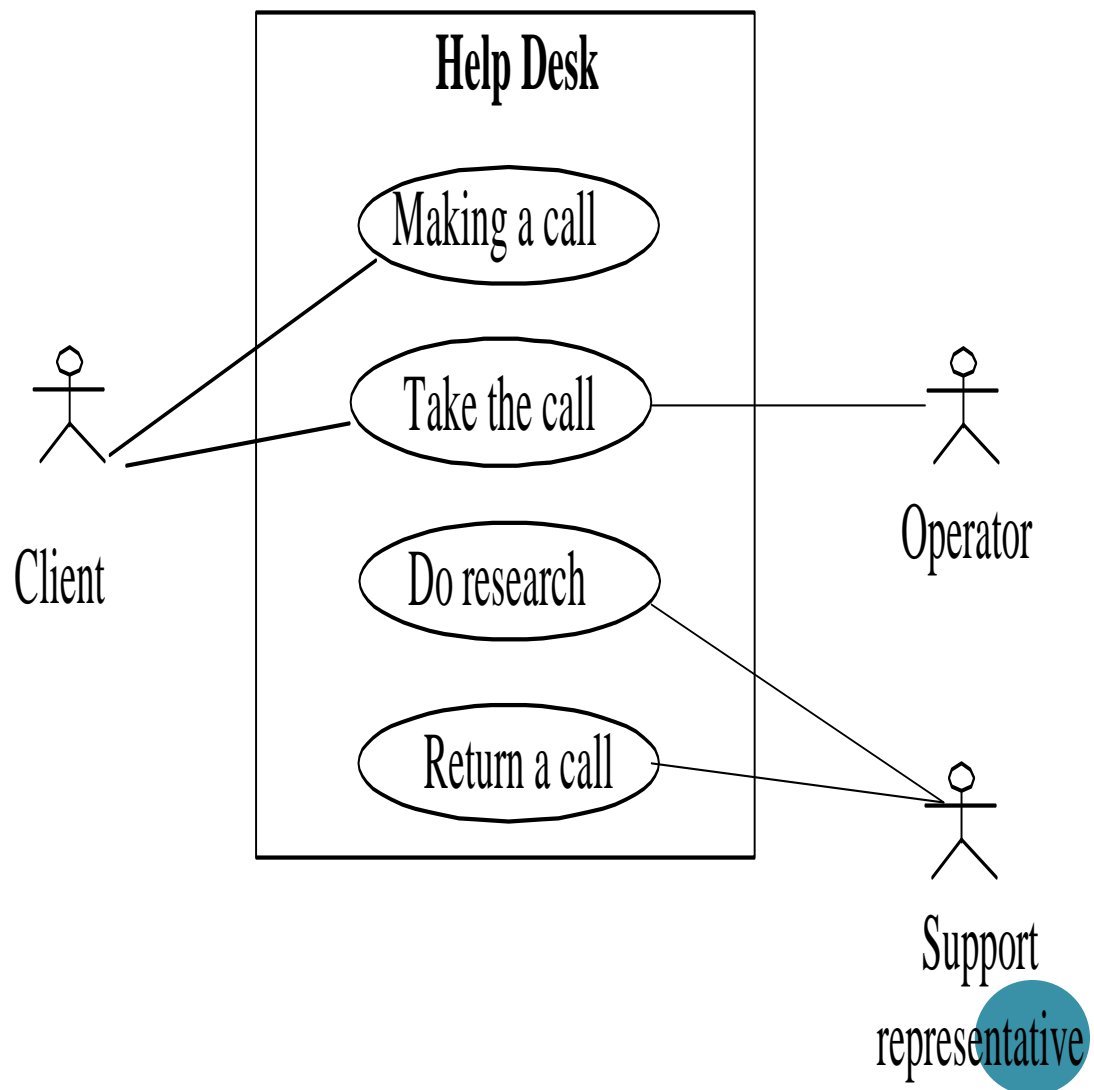 Help Desk
Making a call
Take the call
Operator
Do research
Client
Return a call
Support
representative